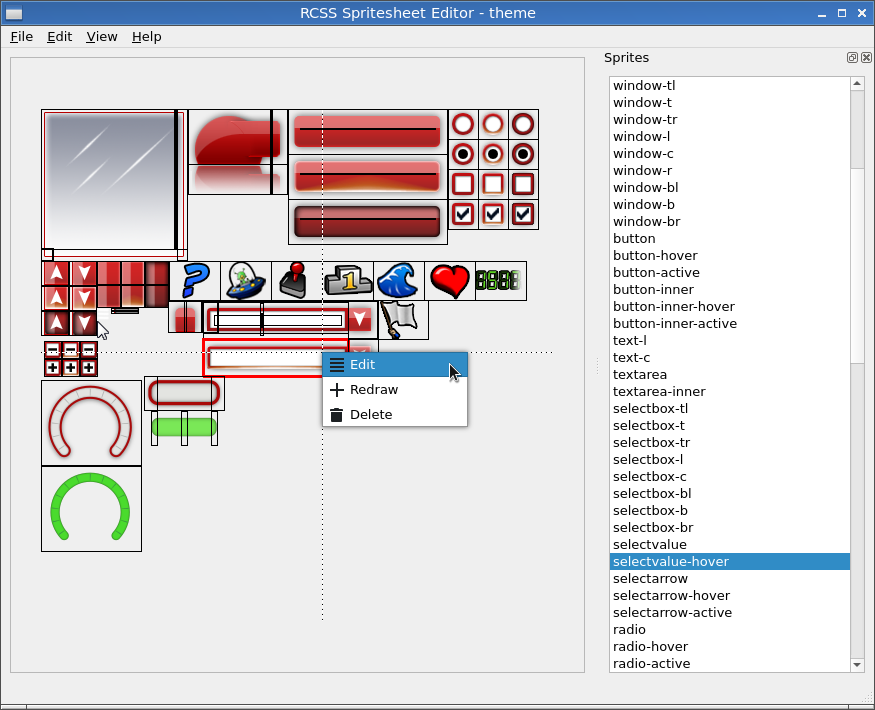 RCSS Spritesheet Editor - theme
File Edit View Help
Sprites
window-tl
window-t
window-tr
window-l
window-c
window-r
window-bl
window-b
window-br
button
button-hover
button-active
button-inner
button-inner-hover
button-inner-active
text-l
text-c
textarea
textarea-inner
selectbox-tl
selectbox-t
selectbox-tr
selectbox-l
selectbox-c
selectbox-bl
selectbox-b
selectbox-br
selectvalue
selectvalue-hover
selectarrow
selectarrow-hover
selectarrow-active
radio
radio-hover
radio-active
?
1
Edit
Redraw
Delete